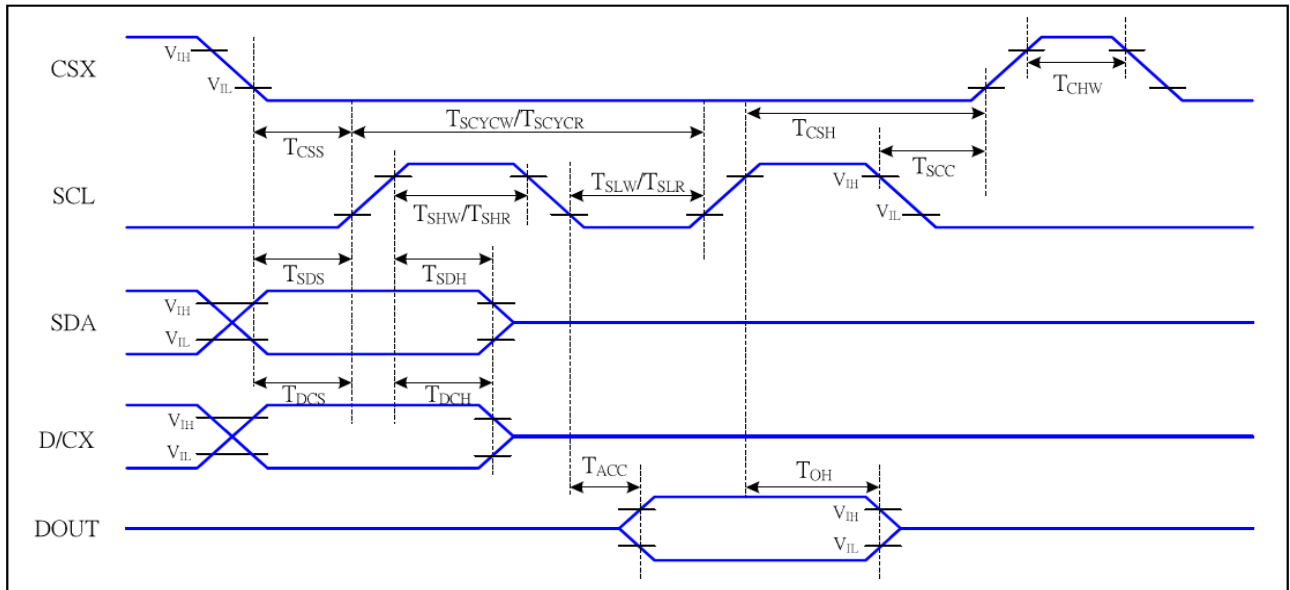 CSX
VIH
VIL
TCSS
TSCYCW/TSCYCR
TCSH
TCHW
TSCC
SCL
TSHW/TSHR
TSLW/TSLR
VIH
VIL
TSDS
TSDH
SDA
VIH
VIL
TDCS
TDCH
D/CX
VIH
VIL
TACC
TOH
DOUT
VIH
VIL